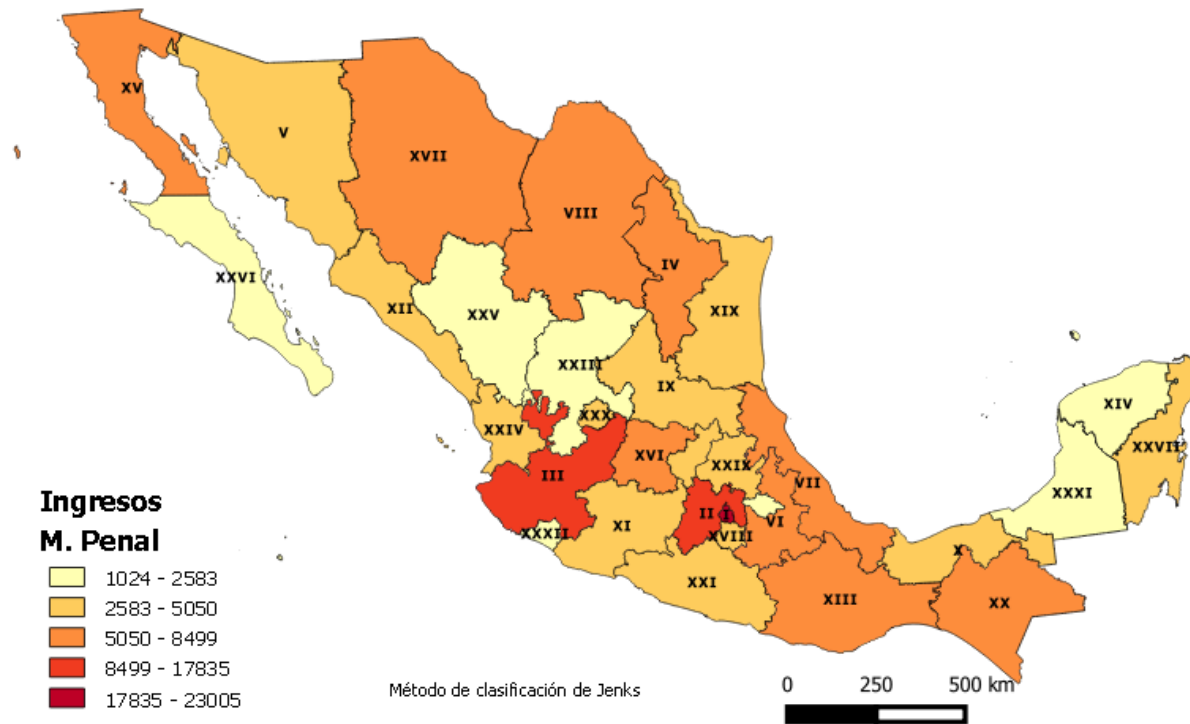 XV
V
XVII
VIII
IV
XXVI
XII
XIX
XXV
XXIII
IX
XXX
XXIV
XIV
XVI
XXIX
XXVII
III
VII
XXXI
II
I
VI
XI
XXXII
XVIII
X
XXI
XIII
XX
Ingresos
M. Penal
1024 - 2583
2583 - 5050
5050 - 8499
8499 - 17835
17835 - 23005
Método de clasificación de Jenks
0 250 500 km